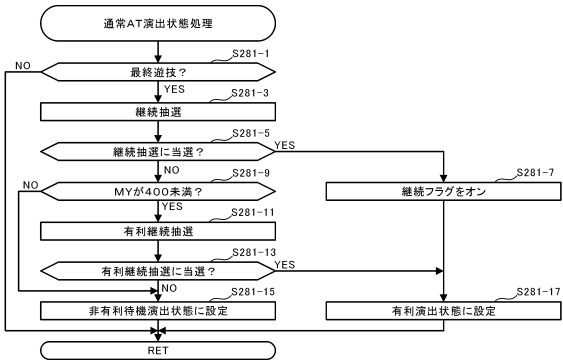 通常AT演出状態処理
S281-1
NO
最終遊技?
YES
S281-3
継続抽選
S281-5
継続抽選に当選?
YES
NO
S281-9
S281-7
NO
MYが400未満?
継続フラグをオン
YES
S281-11
有利継続抽選
S281-13
有利継続抽選に当選?
YES
NO
S281-15
S281-17
非有利待機演出状態に設定
有利演出状態に設定
RET